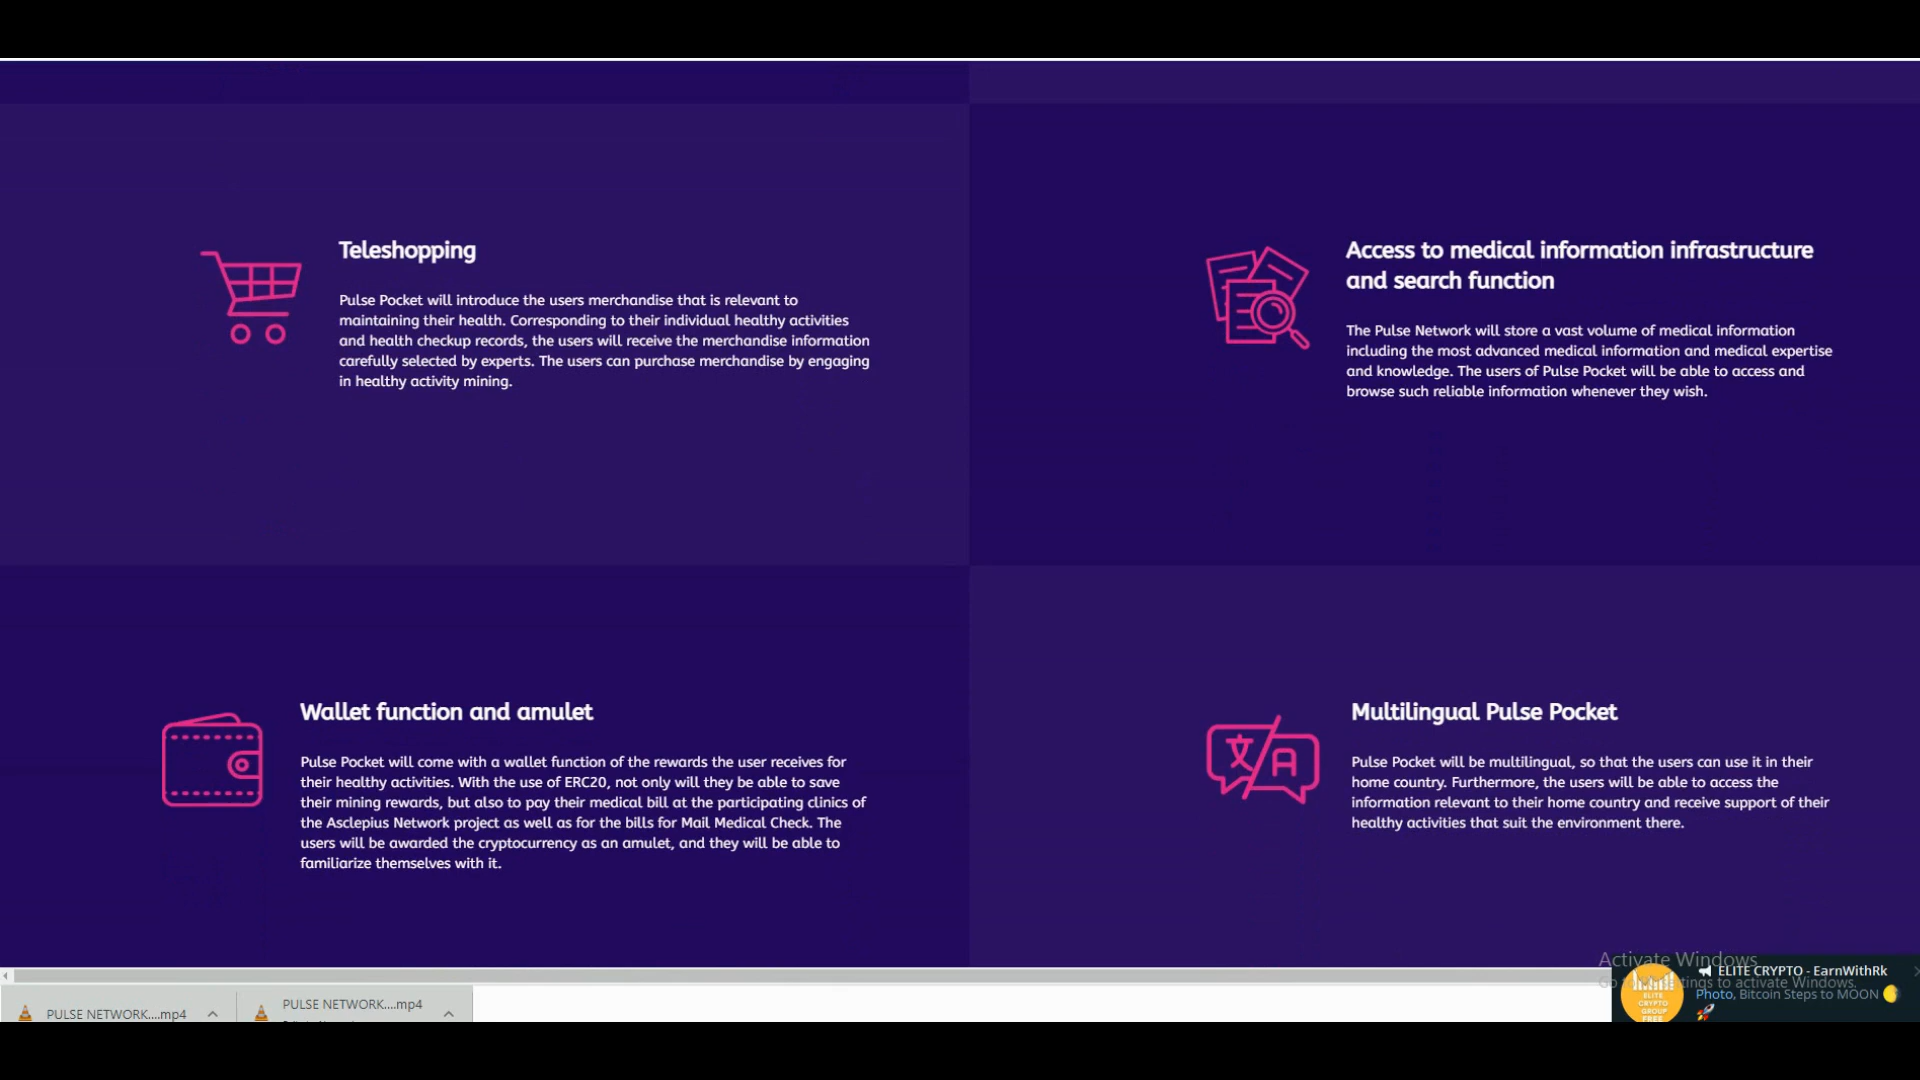 Teleshopping
Pulse Pocket will introduce the users merchandise that is relevant to
maintaining their health. Corresponding to their individual healthy activities
and health checkup records, the users will receive the merchandise information
carefully selected by experts. The users can purchase merchandise by engaging
in healthy activity mining.
Access to medical information infrastructure
and search function
The Pulse Network will store a vast volume of medical information
including the most advanced medical information and medical expertise
and knowledge. The users of Pulse Pocket will be able to access and
browse such reliable information whenever they wish.
Wallet function and amulet
Pulse Pocket will come with a wallet function of the rewards the user receives for
their healthy activities. With the use of ERC20, not only will they be able to save
their mining rewards, but also to pay their medical bill at the participating clinics of
the Asclepius Network project as well as for the bills for Mail Medical Check. The
users will be awarded the cryptocurrency as an amulet, and they will be able to
familiarize themselves with it.
文A
Multilingual Pulse Pocket
Pulse Pocket will be multilingual, so that the users can use it in their
home country. Furthermore, the users will be able to access the
information relevant to their home country and receive support of their
healthy activities that suit the environment there.
Activate Windows
Go to Settings to activate Windows.
ELITE CRYPTO - EarnWithRk
Photo, Bitcoin Steps to MOON
ELITE
CRYPTO
GROUP
FREE
PULSE NETWORK....mp4
PULSE NETWORK....mp4